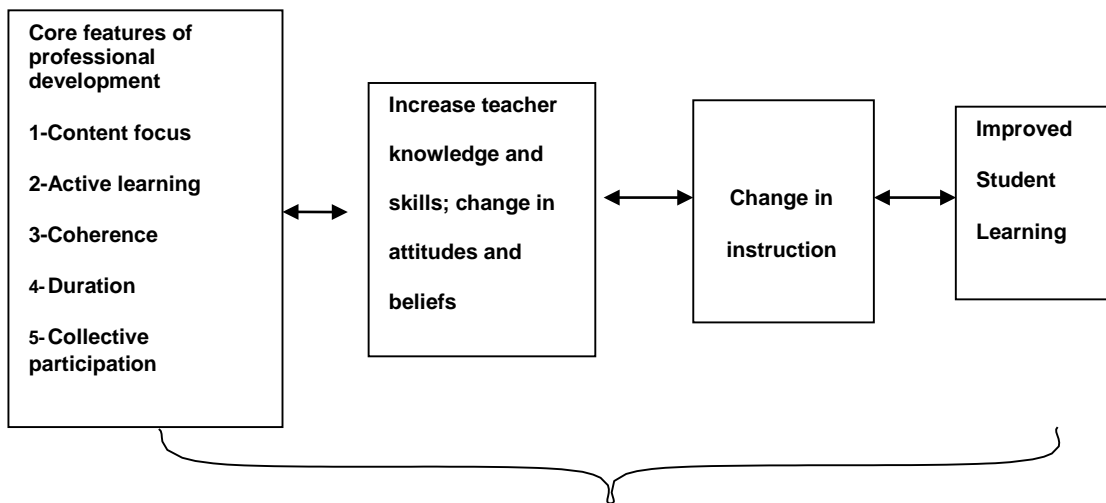 Core features of
professional
development
1-Content focus
2-Active learning
3-Coherence
4-Duration
5-Collective
participation
Increase teacher
knowledge and
skills; change in
attitudes and
beliefs
Change in
instruction
Improved
Student
Learning